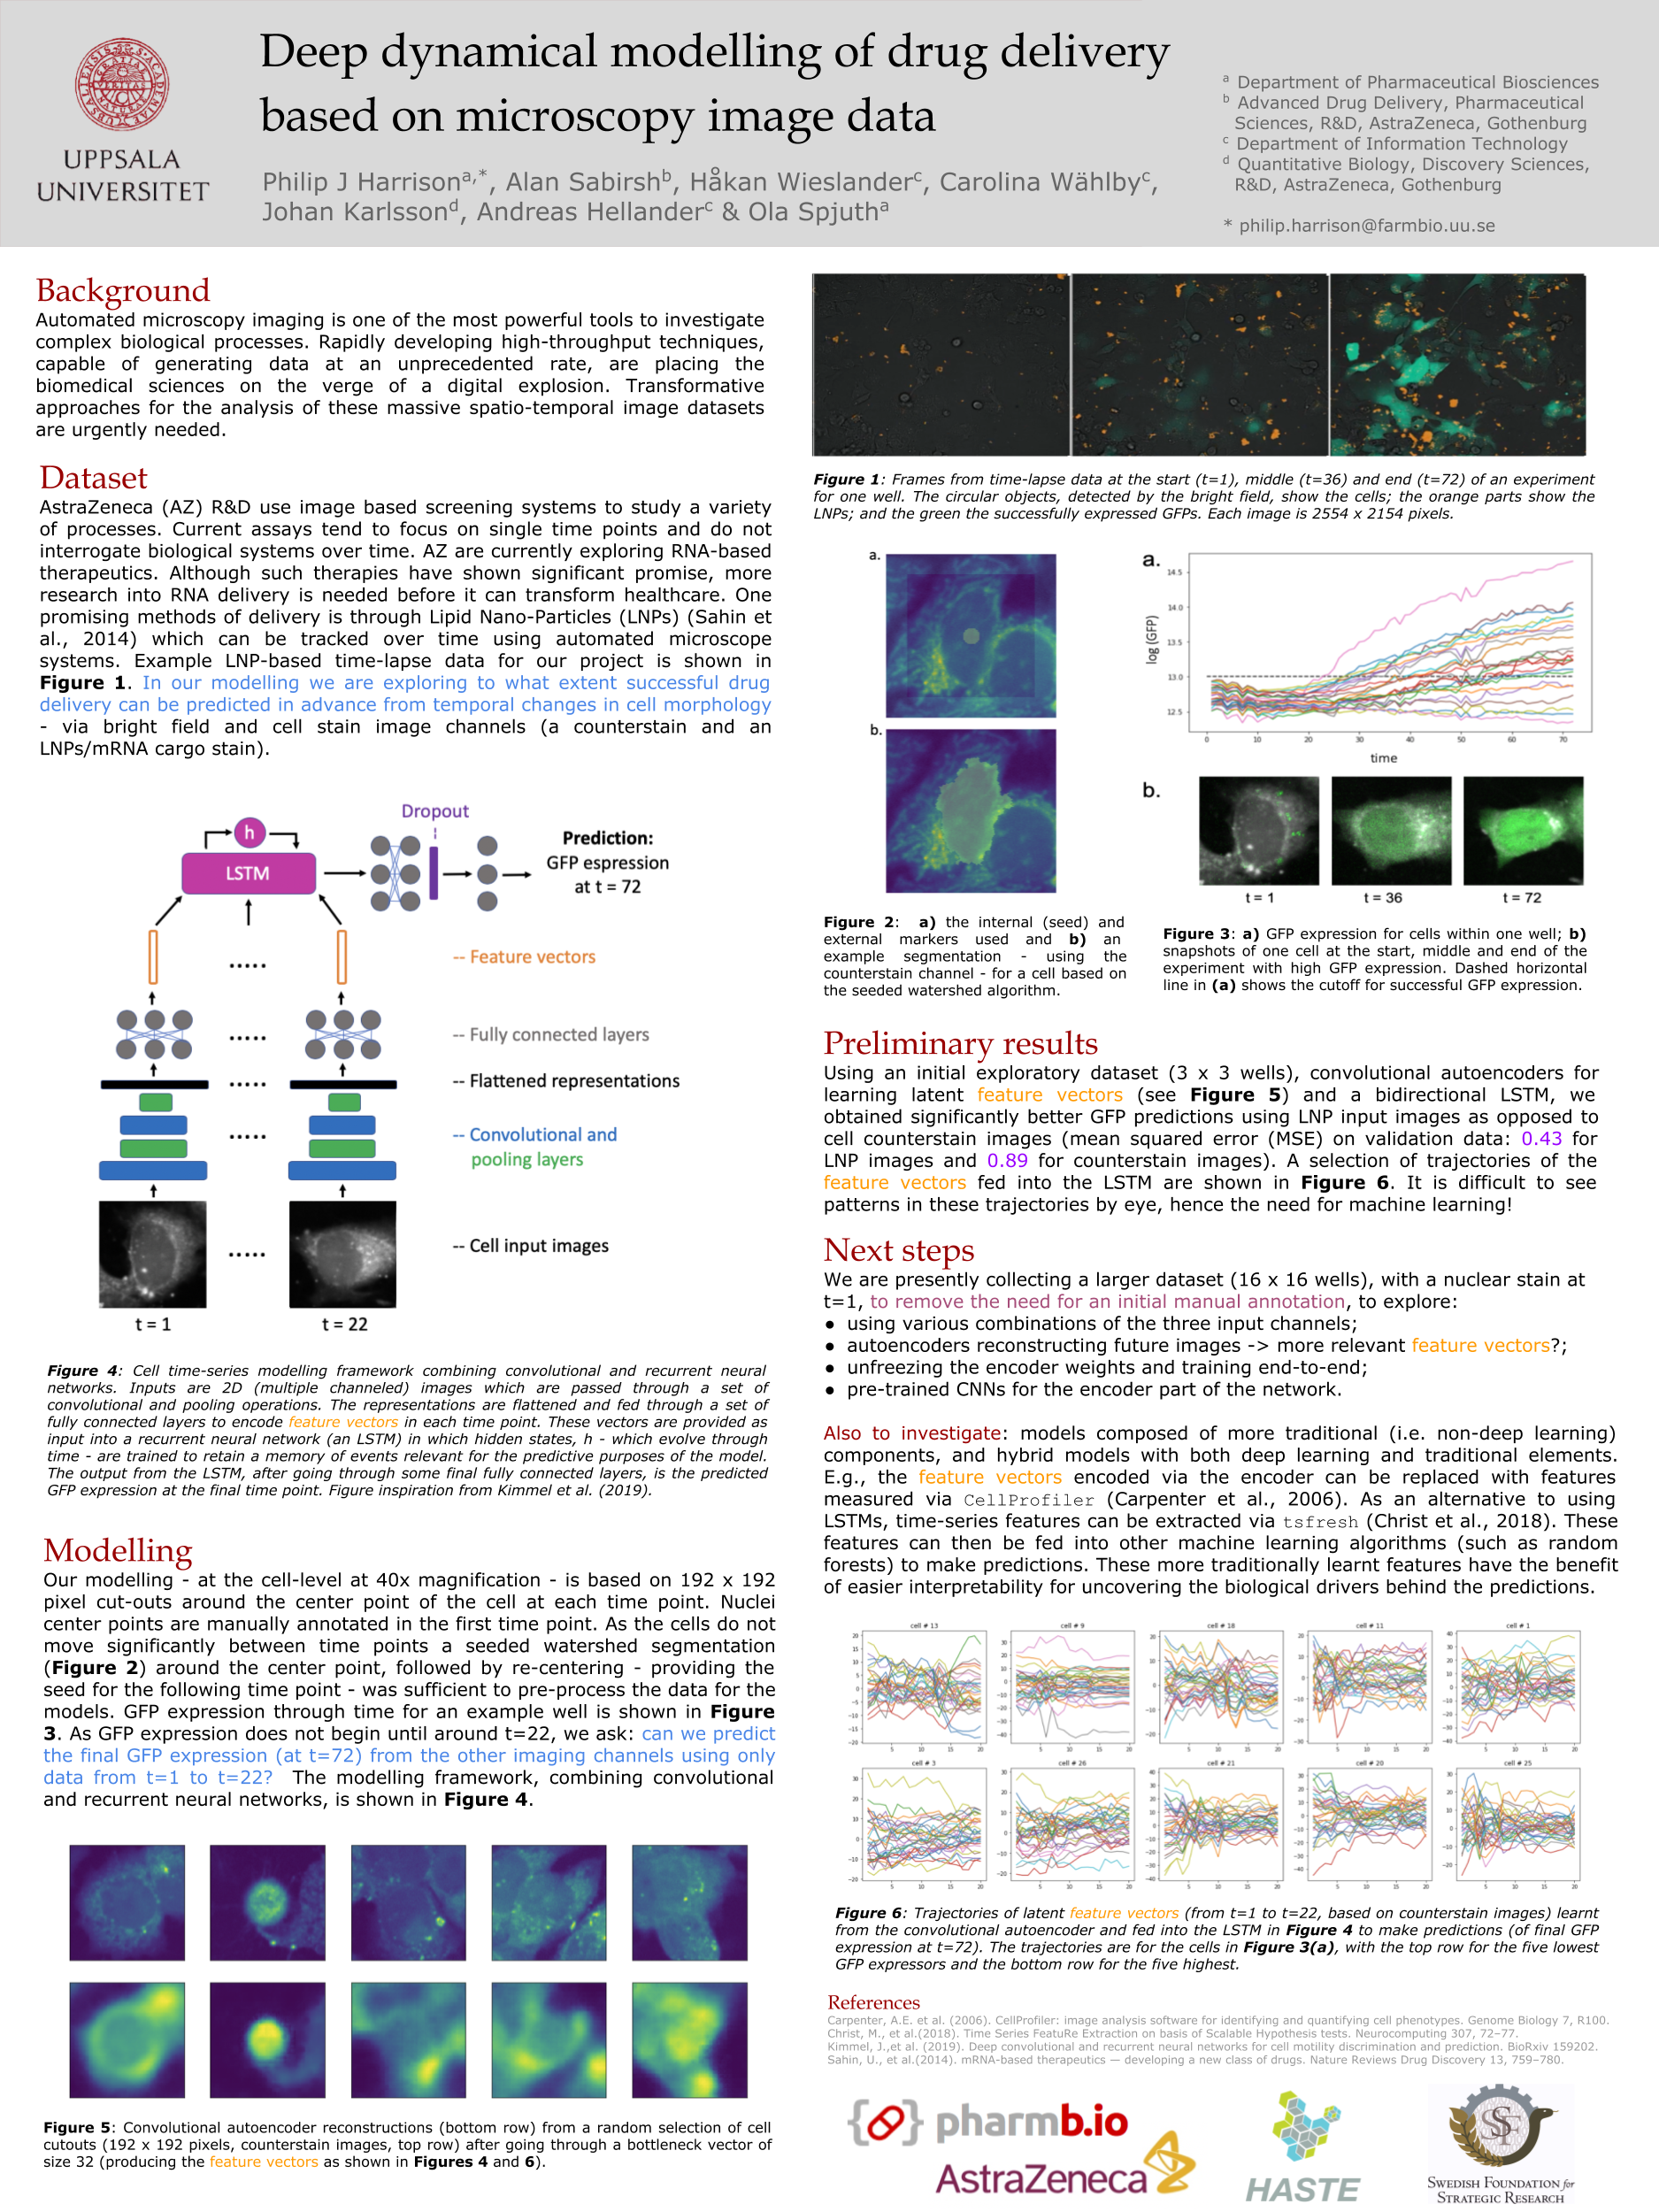 UPPSALA
UNIVERSITET
Deep dynamical modelling of drug delivery
based on microscopy image data
Philip J Harrisona,*, Alan Sabirshb, Håkan Wieslanderc, Carolina Wählbyc,
Johan Karlssond, Andreas Hellanderc & Ola Spjutha
a Department of Pharmaceutical Biosciences
b Advanced Drug Delivery, Pharmaceutical
Sciences, R&D, AstraZeneca, Gothenburg
c Department of Information Technology
d Quantitative Biology, Discovery Sciences,
R&D, AstraZeneca, Gothenburg
* philip.harrison@farmbio.uu.se
Background
Automated microscopy imaging is one of the most powerful tools to investigate
complex biological processes. Rapidly developing high-throughput techniques,
capable of generating data at an unprecedented rate, are placing the
biomedical sciences on the verge of a digital explosion. Transformative
approaches for the analysis of these massive spatio-temporal image datasets
are urgently needed.
Dataset
AstraZeneca (AZ) R&D use image based screening systems to study a variety
of processes. Current assays tend to focus on single time points and do not
interrogate biological systems over time. AZ are currently exploring RNA-based
therapeutics. Although such therapies have shown significant promise, more
research into RNA delivery is needed before it can transform healthcare. One
promising methods of delivery is through Lipid Nano-Particles (LNPs) (Sahin et
al., 2014) which can be tracked over time using automated microscope
systems. Example LNP-based time-lapse data for our project is shown in
Figure 1. In our modelling we are exploring to what extent successful drug
delivery can be predicted in advance from temporal changes in cell morphology
- via bright field and cell stain image channels (a counterstain and an
LNPs/mRNA cargo stain).
Dropout
h
LSTM
Prediction:
GFP espression
at t = 72
-- Feature vectors
-- Fully connected layers
-- Flattened representations
-- Convolutional and
pooling layers
-- Cell input images
t = 1
t = 22
Figure 4: Cell time-series modelling framework combining convolutional and recurrent neural
networks. Inputs are 2D (multiple channeled) images which are passed through a set of
convolutional and pooling operations. The representations are flattened and fed through a set of
fully connected layers to encode feature vectors in each time point. These vectors are provided as
input into a recurrent neural network (an LSTM) in which hidden states, h - which evolve through
time - are trained to retain a memory of events relevant for the predictive purposes of the model.
The output from the LSTM, after going through some final fully connected layers, is the predicted
GFP expression at the final time point. Figure inspiration from Kimmel et al. (2019).
Modelling
Our modelling - at the cell-level at 40x magnification - is based on 192 x 192
pixel cut-outs around the center point of the cell at each time point. Nuclei
center points are manually annotated in the first time point. As the cells do not
move significantly between time points a seeded watershed segmentation
(Figure 2) around the center point, followed by re-centering - providing the
seed for the following time point - was sufficient to pre-process the data for the
models. GFP expression through time for an example well is shown in Figure
3. As GFP expression does not begin until around t=22, we ask: can we predict
the final GFP expression (at t=72) from the other imaging channels using only
data from t=1 to t=22? The modelling framework, combining convolutional
and recurrent neural networks, is shown in Figure 4.
Figure 5: Convolutional autoencoder reconstructions (bottom row) from a random selection of cell
cutouts (192 x 192 pixels, counterstain images, top row) after going through a bottleneck vector of
size 32 (producing the feature vectors as shown in Figures 4 and 6).
Figure 1: Frames from time-lapse data at the start (t=1), middle (t=36) and end (t=72) of an experiment
for one well. The circular objects, detected by the bright field, show the cells; the orange parts show the
LNPs; and the green the successfully expressed GFPs. Each image is 2554 x 2154 pixels.
a.
b.
Figure 2: a) the internal (seed) and
external markers used and b) an
example segmentation - using the
counterstain channel - for a cell based on
the seeded watershed algorithm.
a.
log (GFP)
14.5
14.0
13.5
13.0
12.5
0 10 20 30 40 50 60 70
time
b.
t = 1
t = 36
t = 72
Figure 3: a) GFP expression for cells within one well; b)
snapshots of one cell at the start, middle and end of the
experiment with high GFP expression. Dashed horizontal
line in (a) shows the cutoff for successful GFP expression.
Preliminary results
Using an initial exploratory dataset (3 x 3 wells), convolutional autoencoders for
learning latent feature vectors (see Figure 5) and a bidirectional LSTM, we
obtained significantly better GFP predictions using LNP input images as opposed to
cell counterstain images (mean squared error (MSE) on validation data: 0.43 for
LNP images and 0.89 for counterstain images). A selection of trajectories of the
feature vectors fed into the LSTM are shown in Figure 6. It is difficult to see
patterns in these trajectories by eye, hence the need for machine learning!
Next steps
We are presently collecting a larger dataset (16 x 16 wells), with a nuclear stain at
t=1, to remove the need for an initial manual annotation, to explore:
● using various combinations of the three input channels;
● autoencoders reconstructing future images -> more relevant feature vectors?;
● unfreezing the encoder weights and training end-to-end;
● pre-trained CNNs for the encoder part of the network.
Also to investigate: models composed of more traditional (i.e. non-deep learning)
components, and hybrid models with both deep learning and traditional elements.
E.g., the feature vectors encoded via the encoder can be replaced with features
measured via CellProfiler (Carpenter et al., 2006). As an alternative to using
LSTMs, time-series features can be extracted via tsfresh (Christ et al., 2018). These
features can then be fed into other machine learning algorithms (such as random
forests) to make predictions. These more traditionally learnt features have the benefit
of easier interpretability for uncovering the biological drivers behind the predictions.
cell # 13
cell # 9
cell # 18
cell # 11
cell # 1
cell # 3
cell # 26
cell # 21
cell # 20
cell # 25
Figure 6: Trajectories of latent feature vectors (from t=1 to t=22, based on counterstain images) learnt
from the convolutional autoencoder and fed into the LSTM in Figure 4 to make predictions (of final GFP
expression at t=72). The trajectories are for the cells in Figure 3(a), with the top row for the five lowest
GFP expressors and the bottom row for the five highest.
References
Carpenter, A.E. et al. (2006). CellProfiler: image analysis software for identifying and quantifying cell phenotypes. Genome Biology 7, R100.
Christ, M., et al.(2018). Time Series FeatuRe Extraction on basis of Scalable Hypothesis tests. Neurocomputing 307, 72–77.
Kimmel, J.,et al. (2019). Deep convolutional and recurrent neural networks for cell motility discrimination and prediction. BioRxiv 159202.
Sahin, U., et al.(2014). mRNA-based therapeutics — developing a new class of drugs. Nature Reviews Drug Discovery 13, 759–780.
pharmb.io
AstraZeneca
HASTE
SSF
SWEDISH FOUNDATION for
STRATEGIC RESEARCH